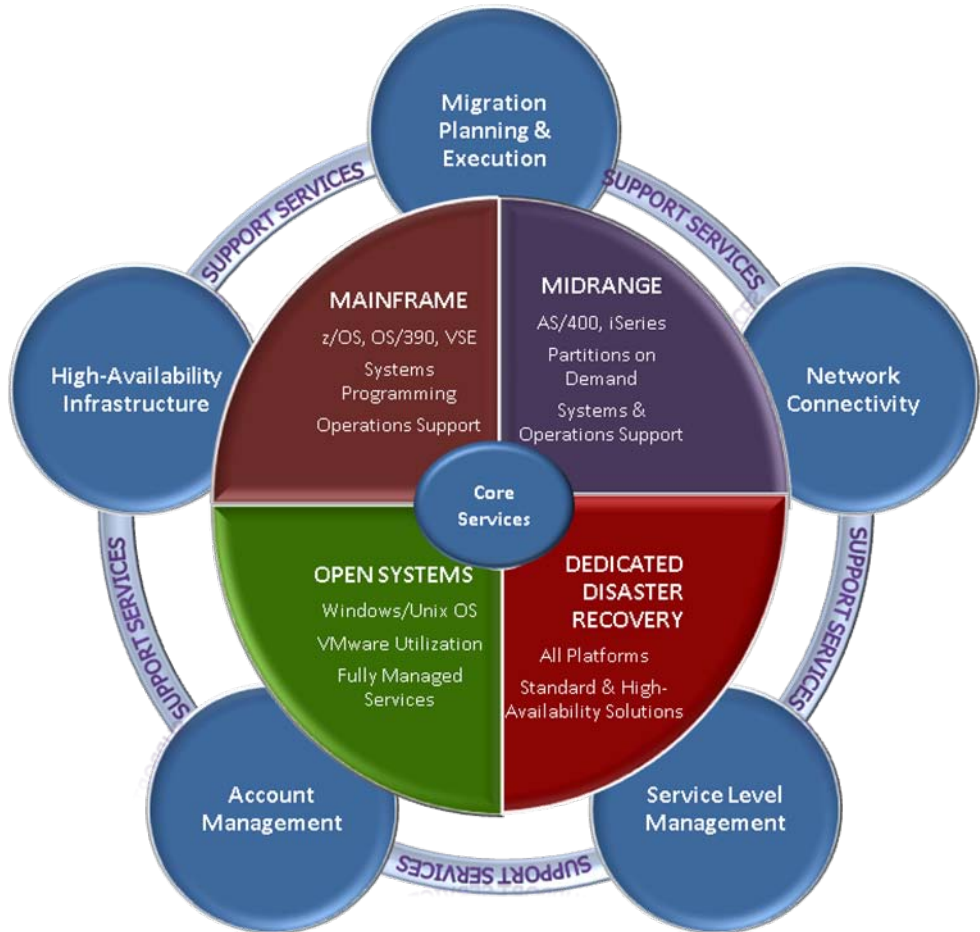 Migration
Planning &
Execution
SUPPORT SERVICES
SUPPORT SERVICES
High-Availability
Infrastructure
MAINFRAME
z/OS, OS/390, VSE
Systems
Programming
Operations Support
MIDRANGE
AS/400, iSeries
Partitions on
Demand
Systems &
Operations Support
Network
Connectivity
Core
Services
OPEN SYSTEMS
Windows/Unix OS
VMware Utilization
Fully Managed
Services
DEDICATED
DISASTER
RECOVERY
All Platforms
Standard & High-
Availability Solutions
SUPPORT SERVICES
SUPPORT SERVICES
Account
Management
Service Level
Management
SUPPORT SERVICES